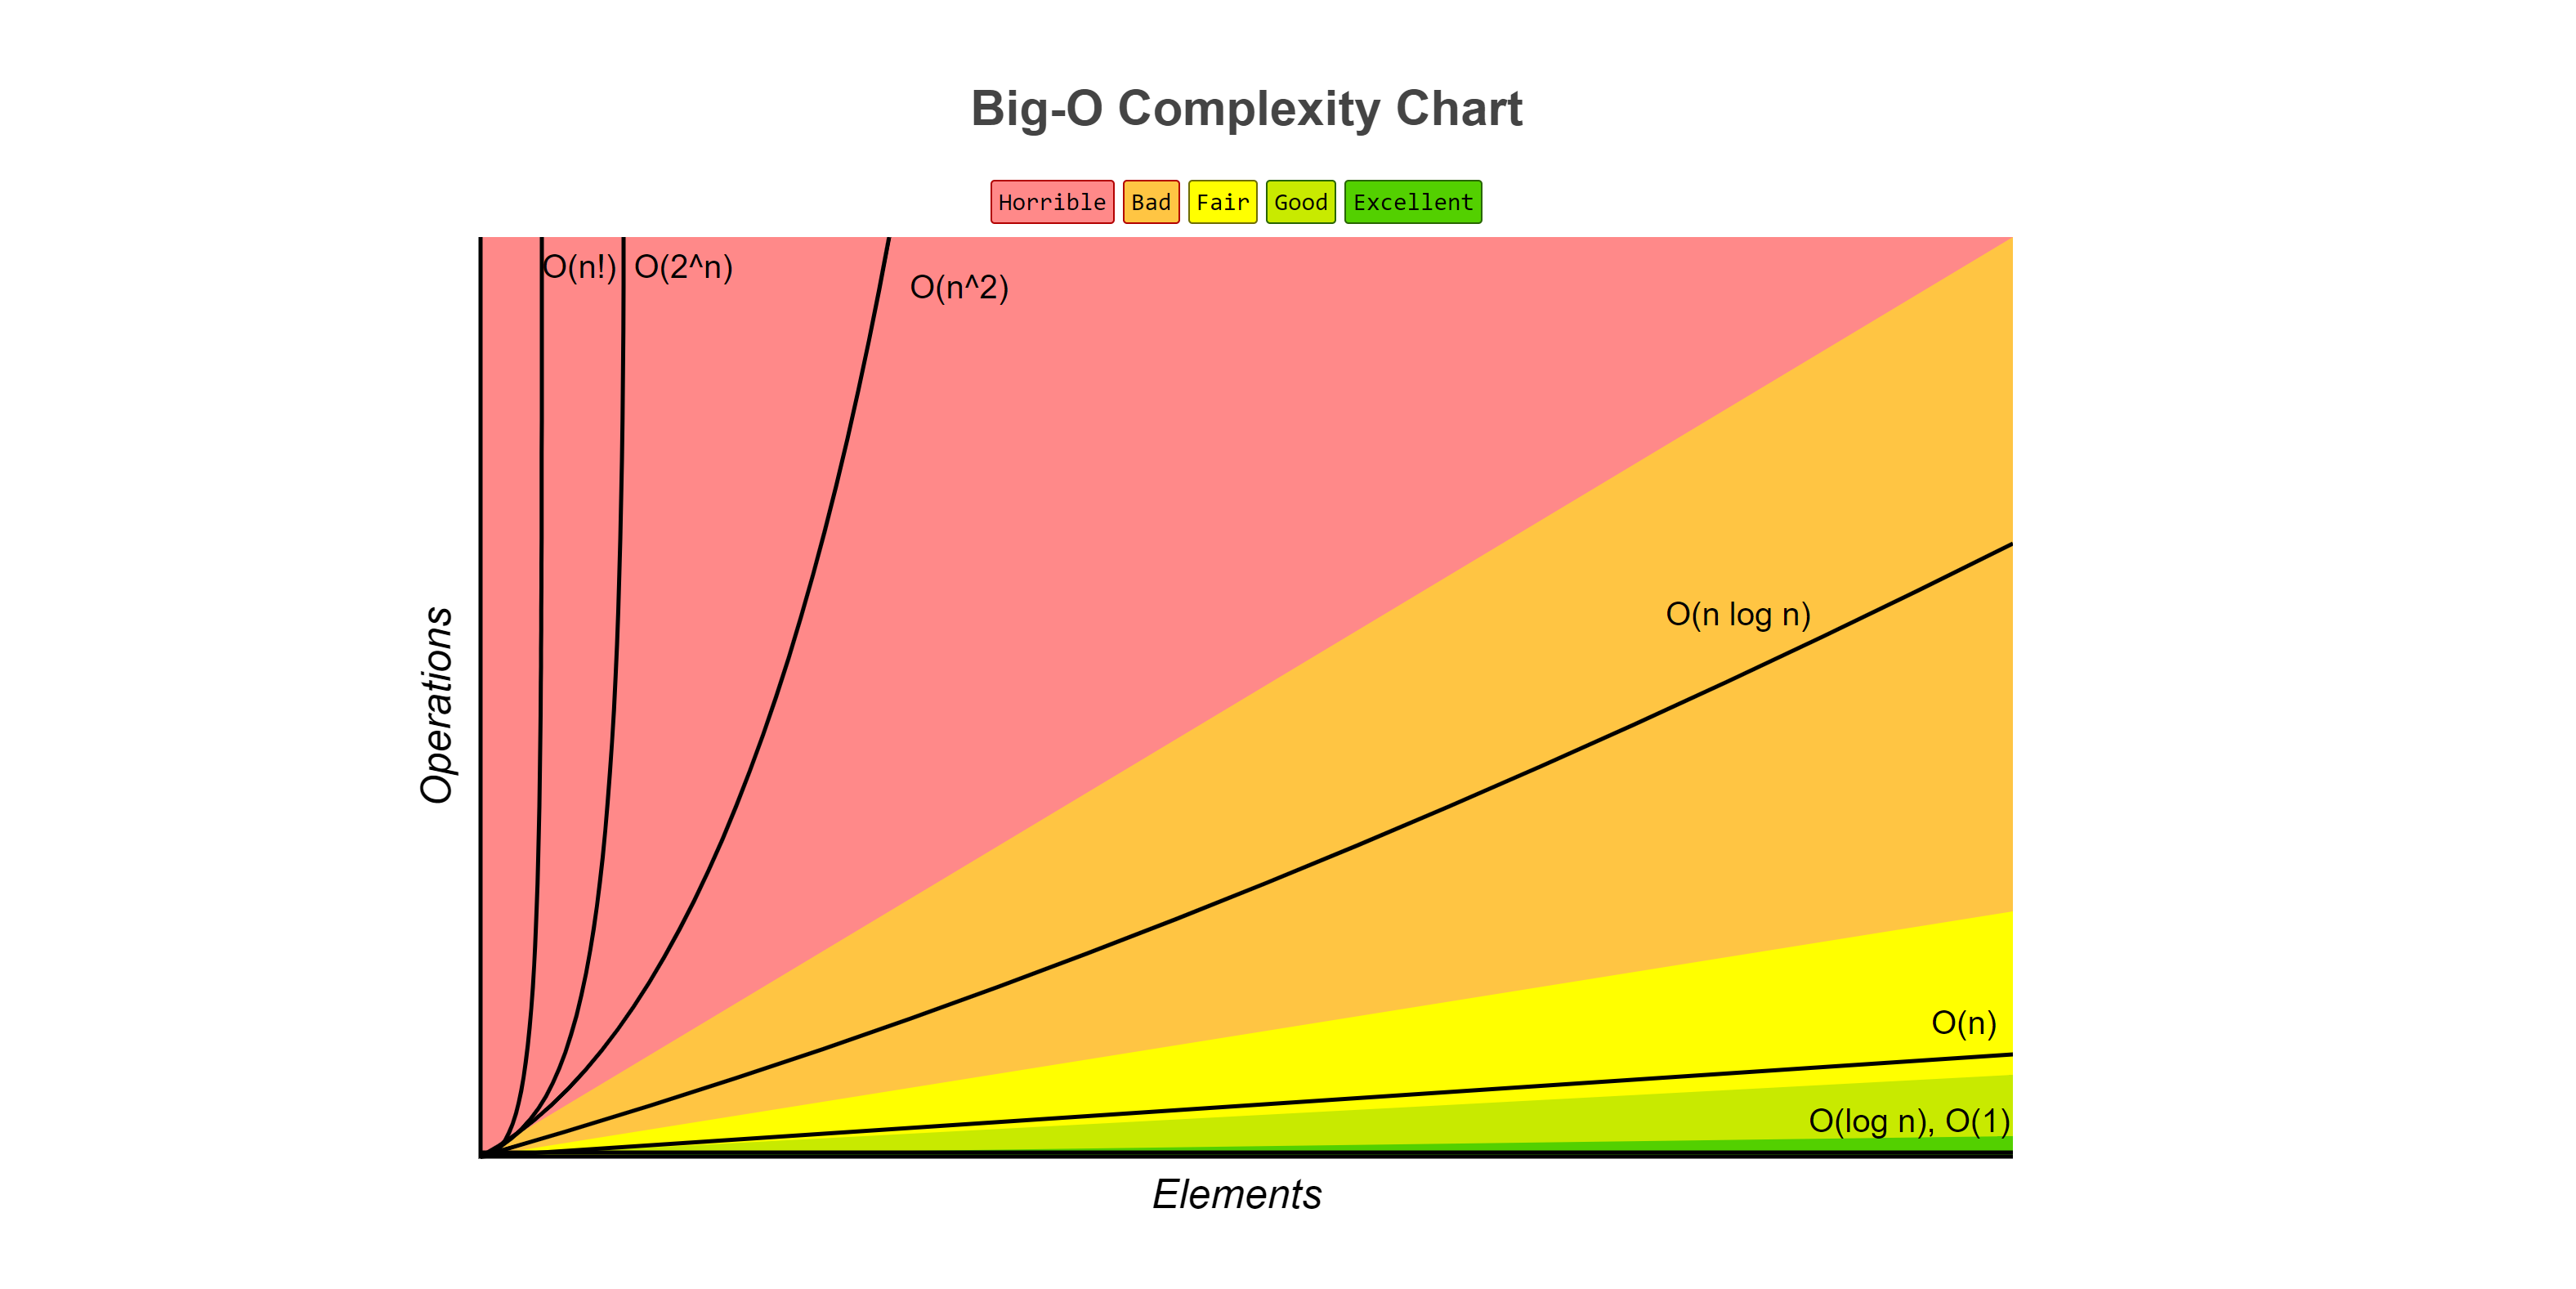 Big-O Complexity Chart
Horrible Bad Fair Good Excellent
O(n!) O(2^n)
O(n^2)
O(n log n)
Operations
O(n)
O(log n), O(1)
Elements